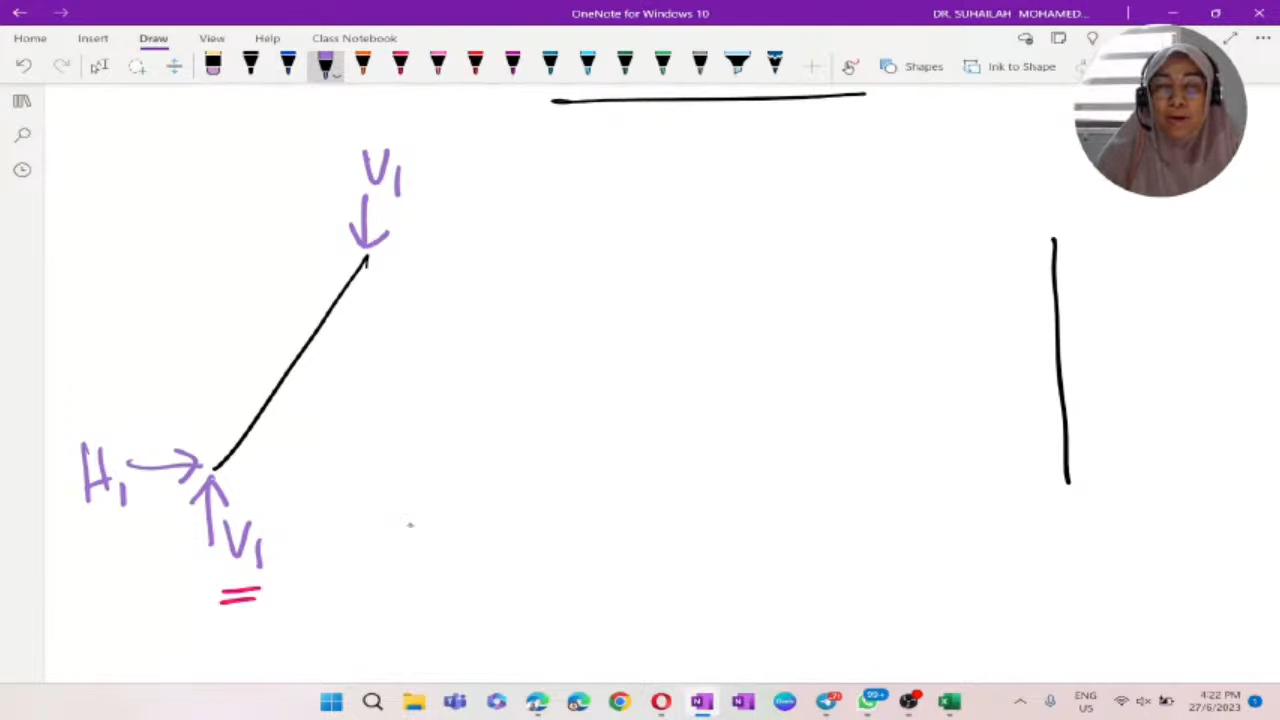 OneNote for Windows 10
DR. SUHAILAH MOHAMED...
Home Insert Draw View Help Class Notebook
Shapes Ink to Shape
V1
H1
V1
99+
ENG
US
4:22 PM
27/6/2023